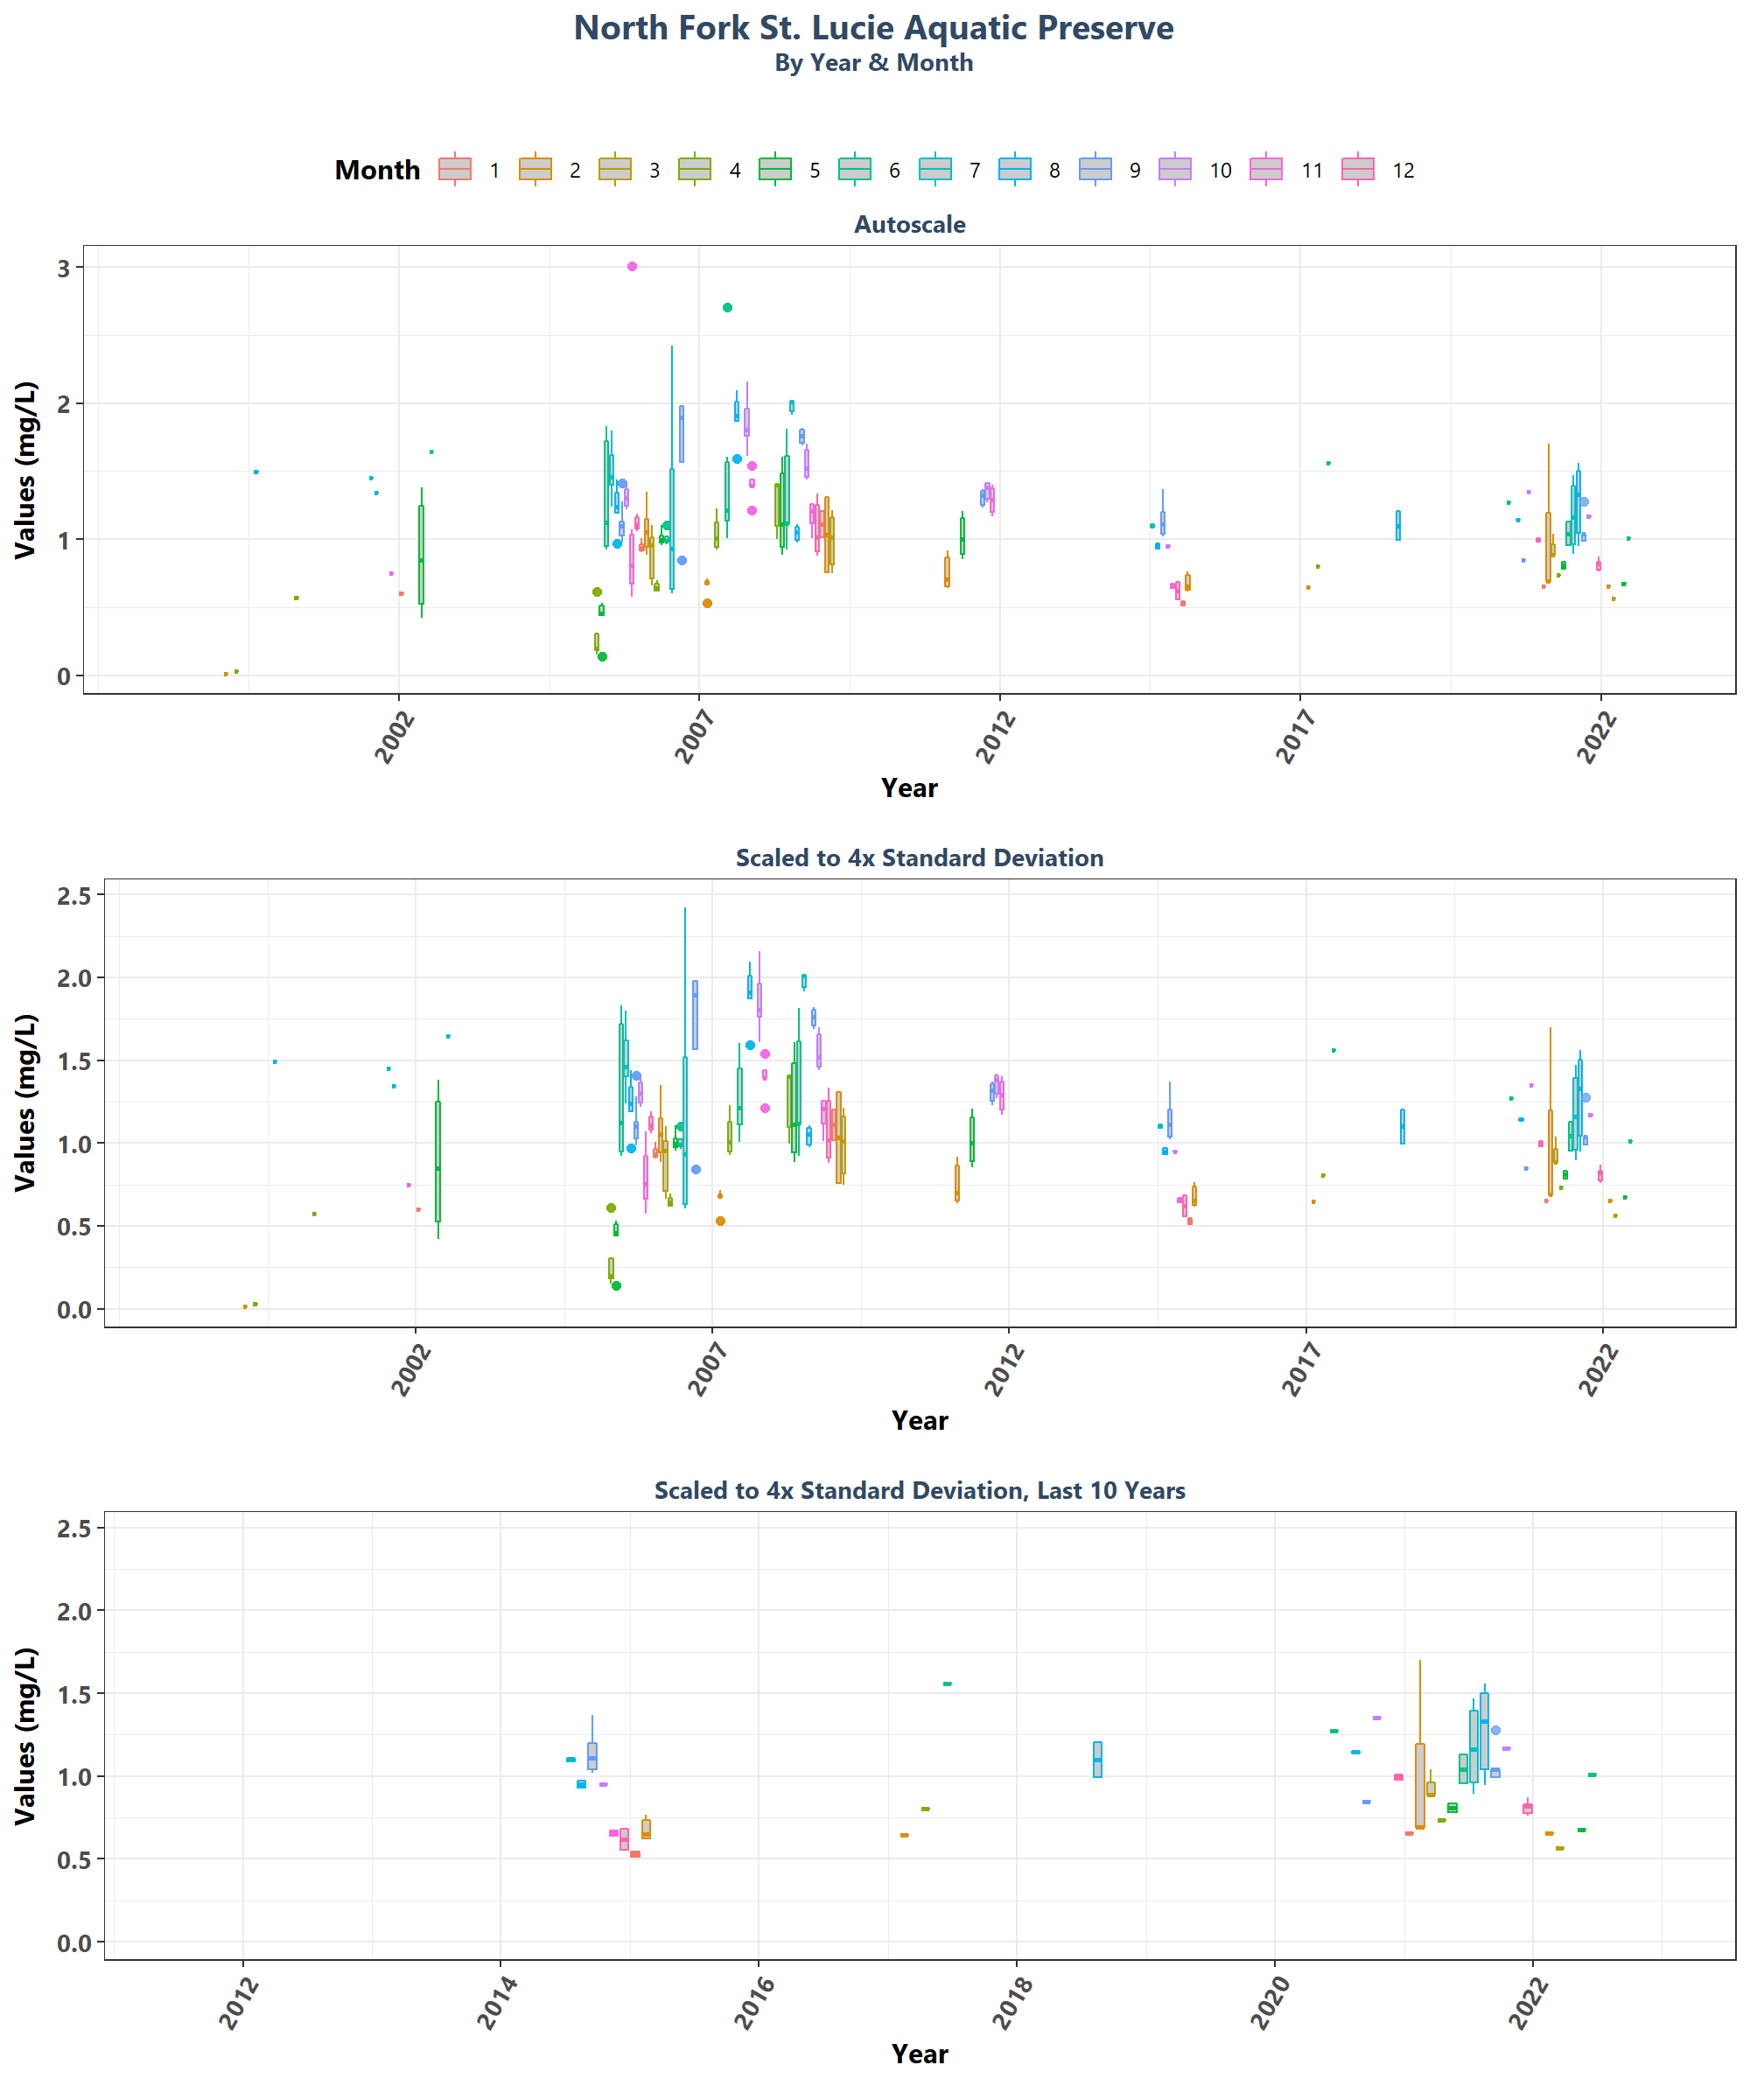 North Fork St. Lucie Aquatic Preserve
By Year & Month
Month 1 2 3 4 5 6 7 8 9 10 11 12
Autoscale
Values (mg/L)
3
2
1
0
2002 2007 2012 2017 2022
Year
Scaled to 4x Standard Deviation
Values (mg/L)
2.5
2.0
1.5
1.0
0.5
0.0
2002 2007 2012 2017 2022
Year
Scaled to 4x Standard Deviation, Last 10 Years
Values (mg/L)
2.5
2.0
1.5
1.0
0.5
0.0
2012 2014 2016 2018 2020 2022
Year